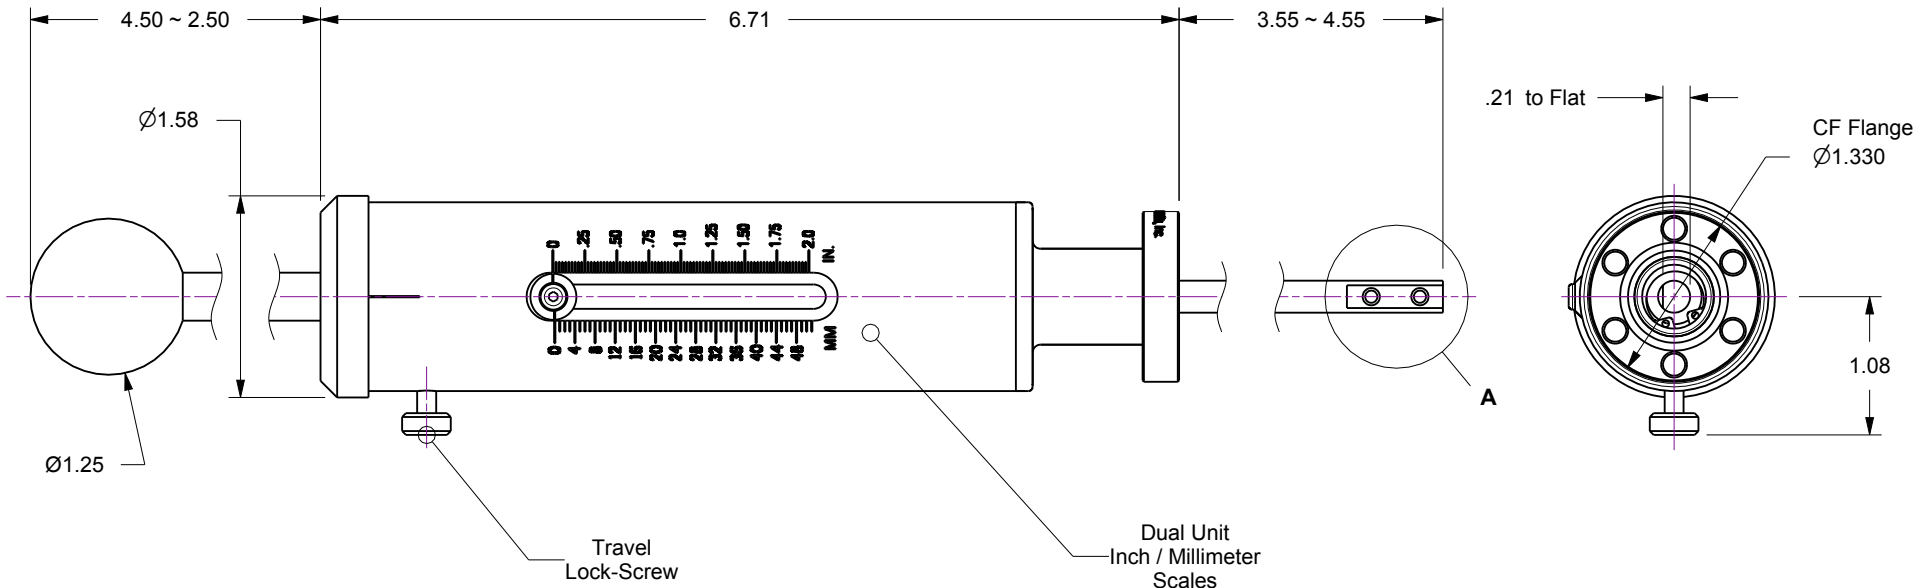 4.50 ~ 2.50
6.71
3.55 ~ 4.55
Ø1.58
.21 to Flat
CF Flange
Ø1.330
0 .25 .50 .75 1.0 1.25 1.50 1.75 2.0 IN.
0 4 8 12 16 20 24 28 32 36 40 44 48 MM
1.08
A
Ø1.25
Travel
Lock-Screw
Dual Unit
Inch / Millimeter
Scales